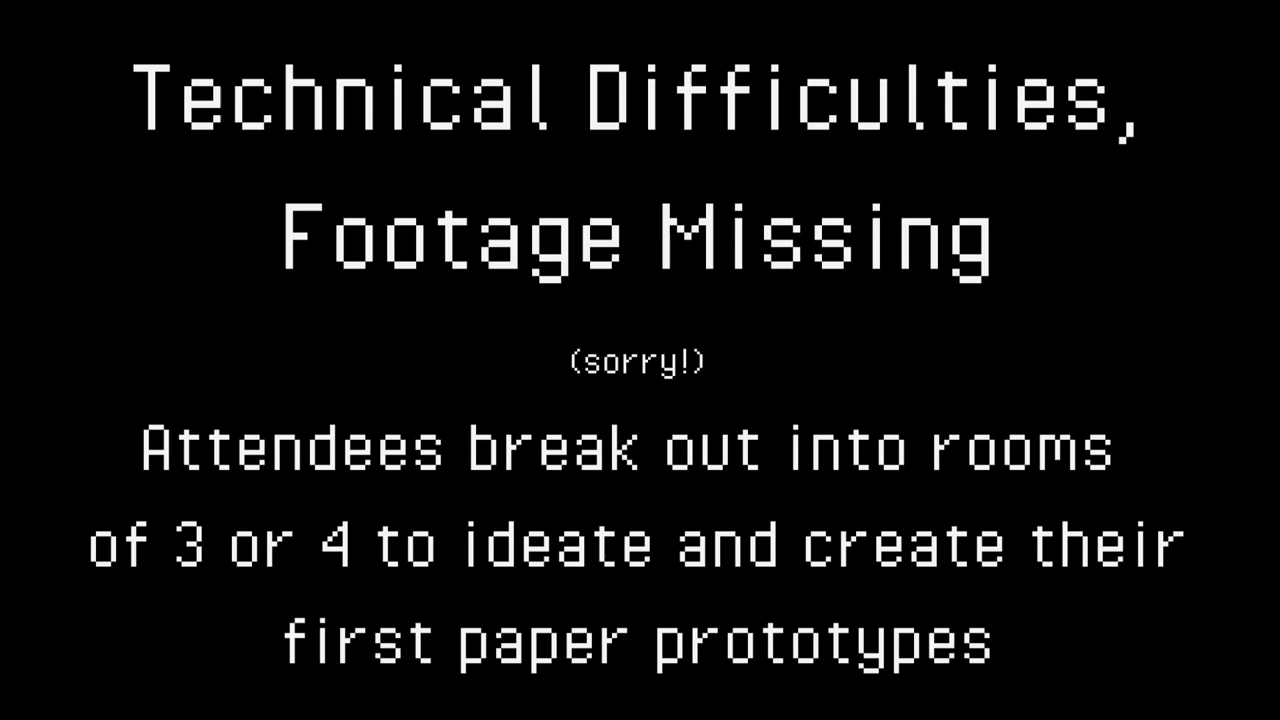 Technical Difficulties,
Footage Missing
(sorry!)
Attendees break out into rooms
of 3 or 4 to ideate and create their
first paper prototypes